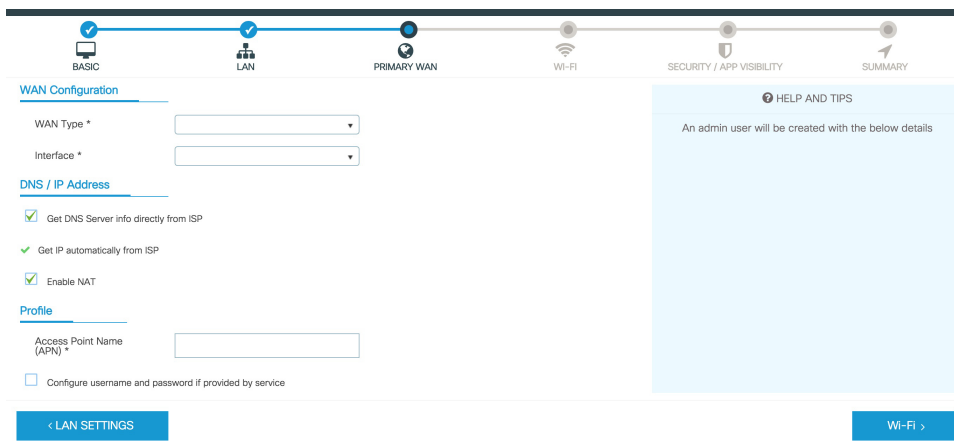 BASIC
LAN
PRIMARY WAN
WI-FI
SECURITY / APP VISIBILITY
SUMMARY
WAN Configuration
WAN Type *
Interface *
DNS / IP Address
Get DNS Server info directly from ISP
Get IP automatically from ISP
Enable NAT
Profile
Access Point Name
(APN) *
Configure username and password if provided by service
HELP AND TIPS
An admin user will be created with the below details
< LAN SETTINGS
Wi-Fi >